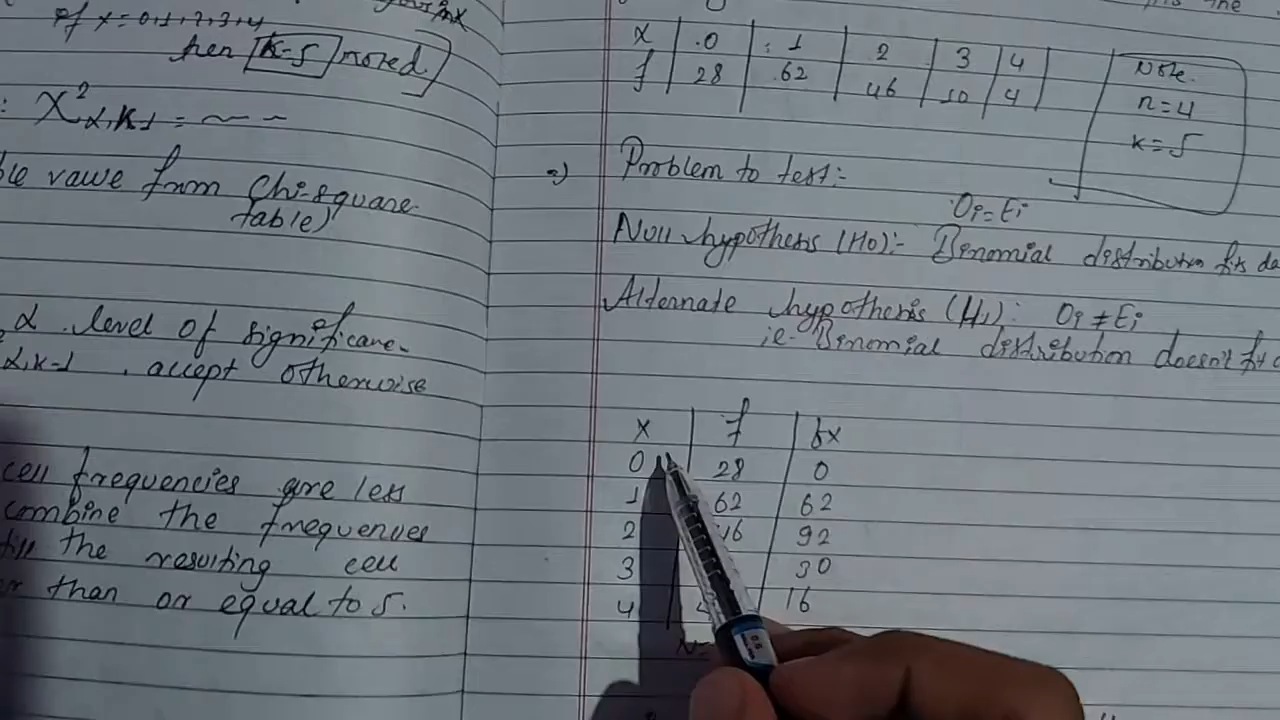 If x = 0,1,2,3,4
then k=5 noted
: X²α,k-1 = ~ - -
value from Chi-square
table)
α level of significance
α,k-1 , accept otherwise
cell frequencies are less
combine the frequences
till the resulting cell
than or equal to 5.
x | 0 | 1 | 2 | 3 | 4
f | 28 | 62 | 46 | 10 | 4
Note.
n=4
k=5
=) Problem to test:-
Oi=Ei
Null hypothesis (H0):- Binomial distribution fits
Alternate hypothesis (H1): Oi ≠ Ei
i.e. Binomial distribution doesn't fit
x | f | fx
0 | 28 | 0
1 | 62 | 62
2 | 46 | 92
3 | 30
4 | 16
N=